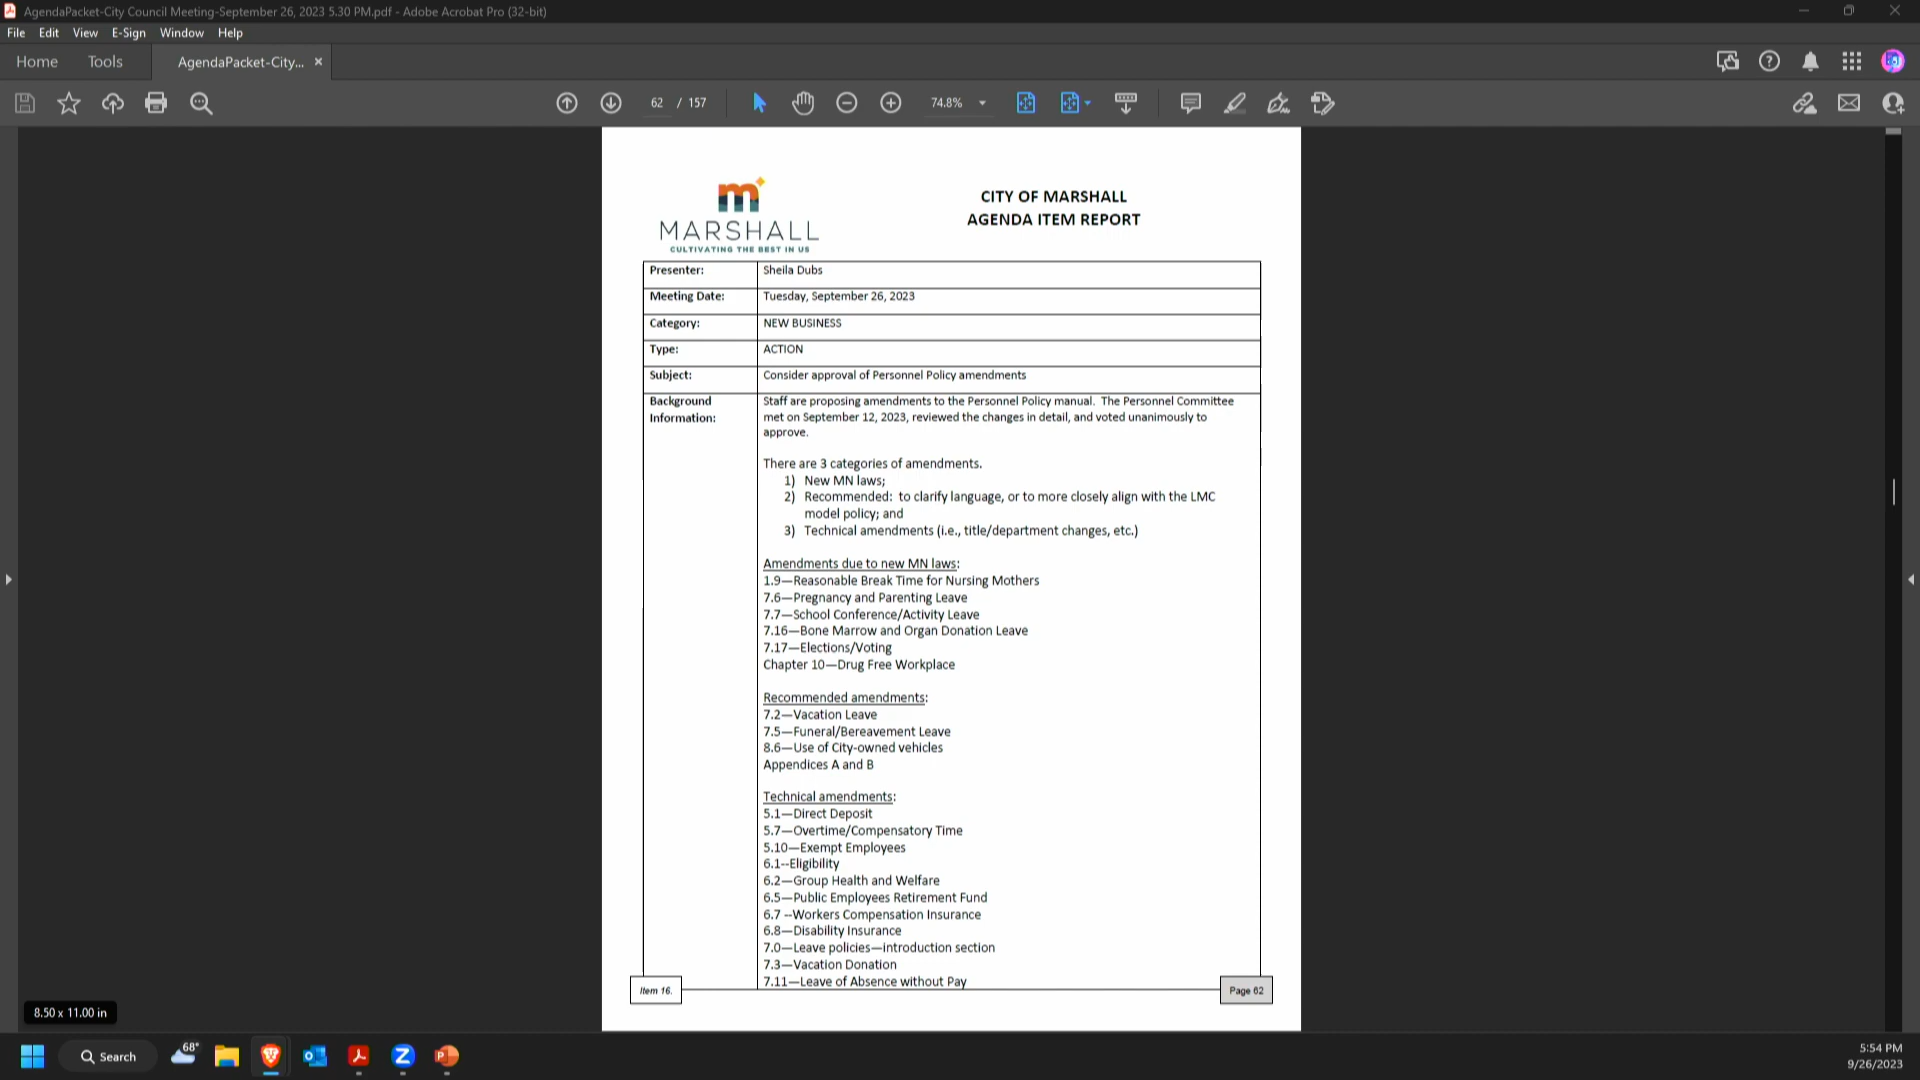 AgendaPacket-City Council Meeting-September 26, 2023 5.30 PM.pdf - Adobe Acrobat Pro (32-bit)
File Edit View E-Sign Window Help
Home Tools AgendaPacket-City... ×
62 / 157 74.8%
m
MARSHALL
CULTIVATING THE BEST IN US
CITY OF MARSHALL
AGENDA ITEM REPORT
Presenter: Sheila Dubs
Meeting Date: Tuesday, September 26, 2023
Category: NEW BUSINESS
Type: ACTION
Subject: Consider approval of Personnel Policy amendments
Background Information: Staff are proposing amendments to the Personnel Policy manual. The Personnel Committee
met on September 12, 2023, reviewed the changes in detail, and voted unanimously to
approve.
There are 3 categories of amendments.
1) New MN laws;
2) Recommended: to clarify language, or to more closely align with the LMC
model policy; and
3) Technical amendments (i.e., title/department changes, etc.)
Amendments due to new MN laws:
1.9—Reasonable Break Time for Nursing Mothers
7.6—Pregnancy and Parenting Leave
7.7—School Conference/Activity Leave
7.16—Bone Marrow and Organ Donation Leave
7.17—Elections/Voting
Chapter 10—Drug Free Workplace
Recommended amendments:
7.2—Vacation Leave
7.5—Funeral/Bereavement Leave
8.6—Use of City-owned vehicles
Appendices A and B
Technical amendments:
5.1—Direct Deposit
5.7—Overtime/Compensatory Time
5.10—Exempt Employees
6.1--Eligibility
6.2—Group Health and Welfare
6.5—Public Employees Retirement Fund
6.7 --Workers Compensation Insurance
6.8—Disability Insurance
7.0—Leave policies—introduction section
7.3—Vacation Donation
7.11—Leave of Absence without Pay
Item 16. Page 62
8.50 x 11.00 in
68°
Search
5:54 PM
9/26/2023